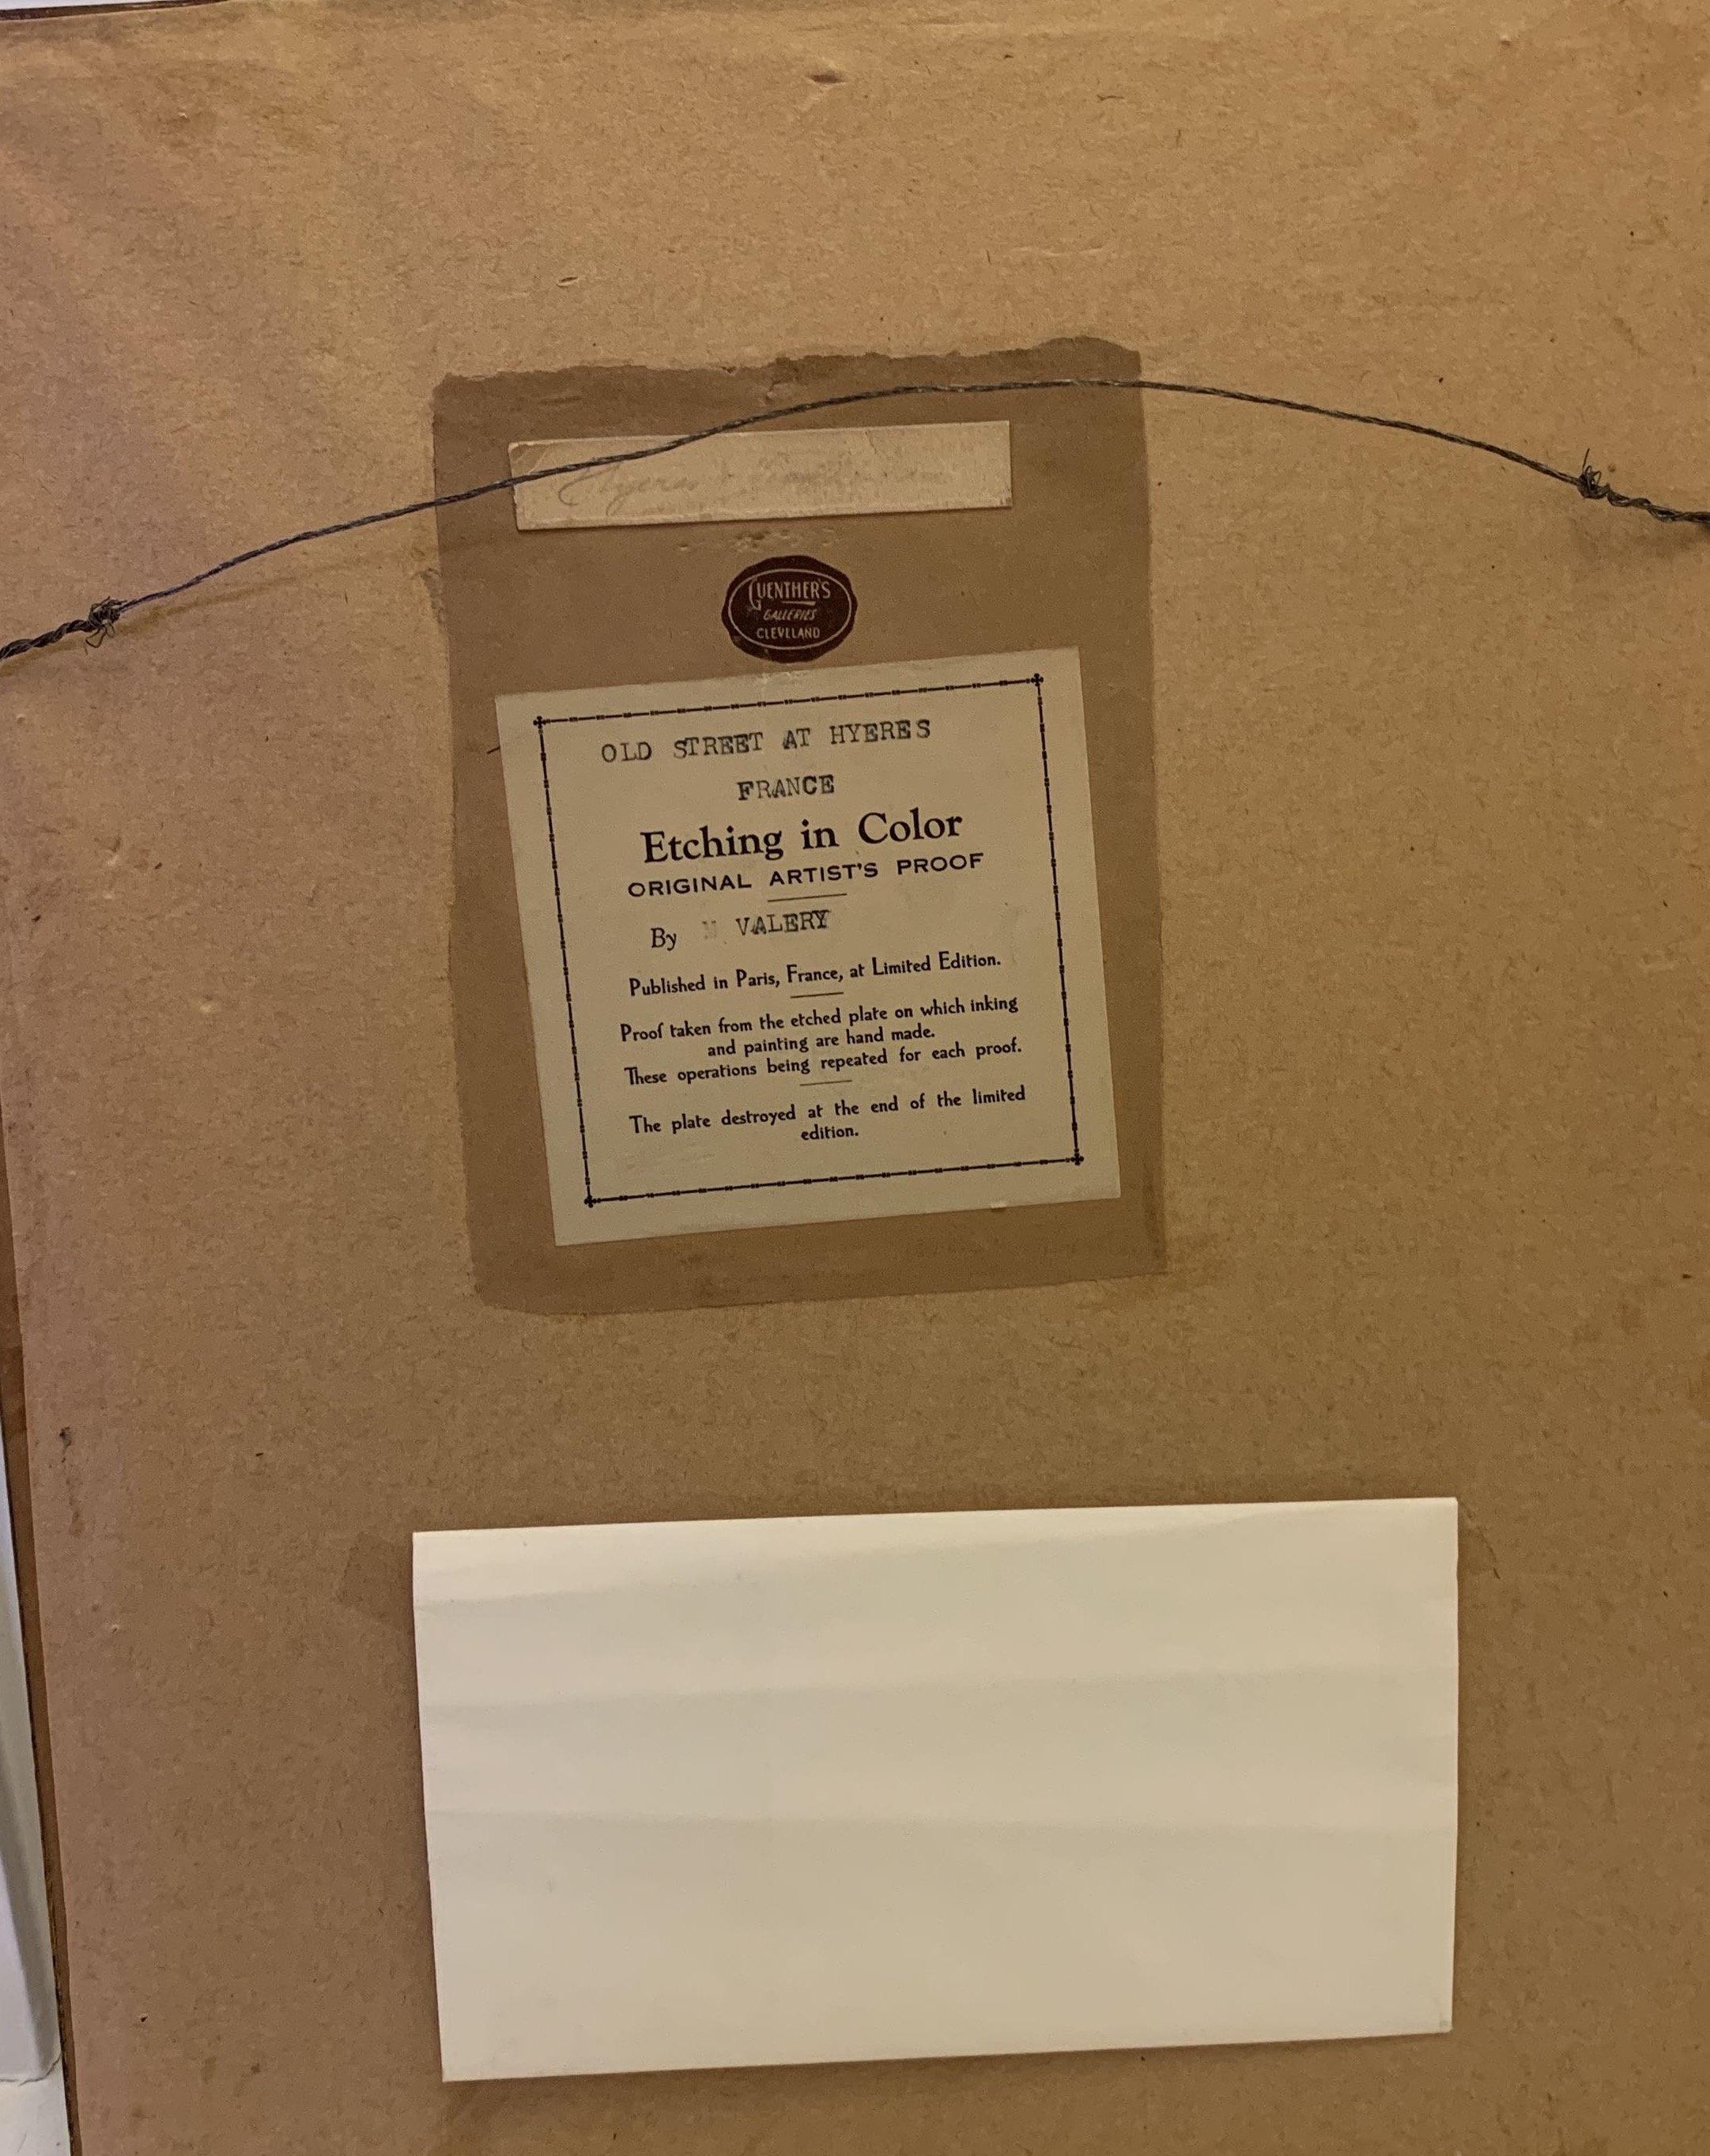 Hyeres
GUENTHER'S
GALLERIES
CLEVELAND
OLD STREET AT HYERES
FRANCE
Etching in Color
ORIGINAL ARTIST'S PROOF
By M VALERY
Published in Paris, France, at Limited Edition.
Proof taken from the etched plate on which inking
and painting are hand made.
These operations being repeated for each proof.
The plate destroyed at the end of the limited
edition.